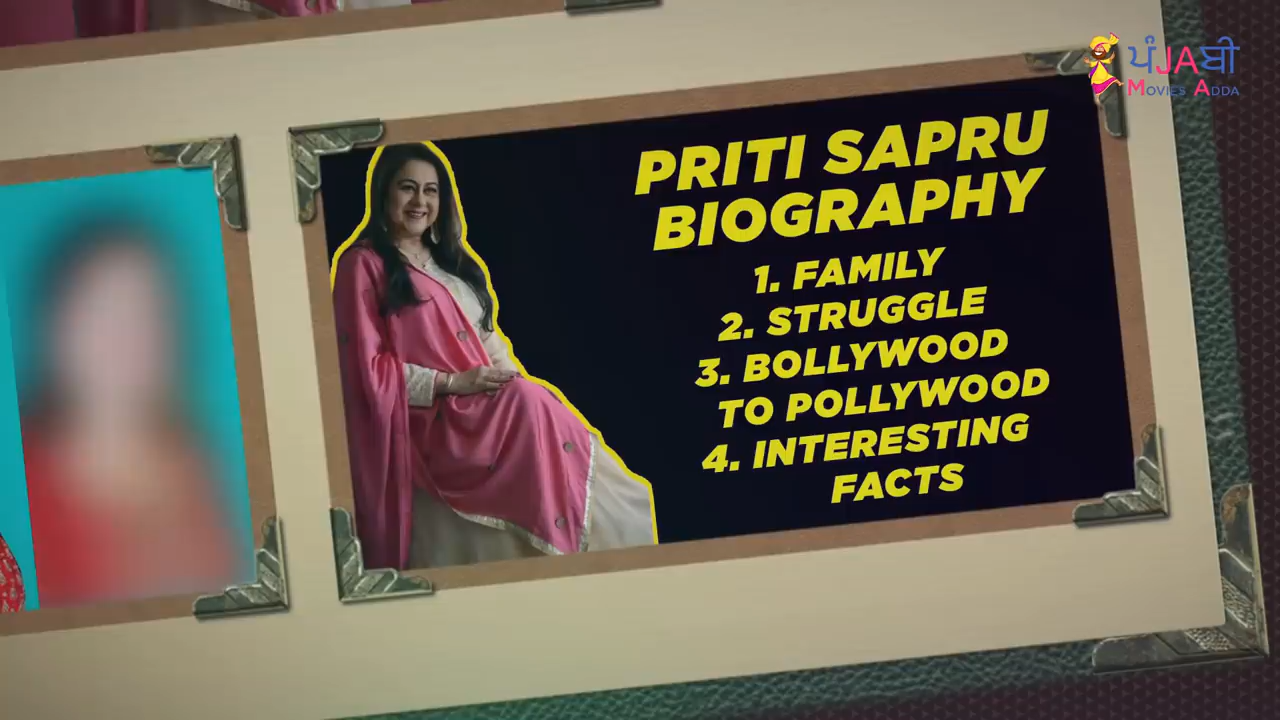 ਪੰJAਬੀ
MOVIES ADDA
PRITI SAPRU
BIOGRAPHY
1. FAMILY
2. STRUGGLE
3. BOLLYWOOD
TO POLLYWOOD
4. INTERESTING
FACTS